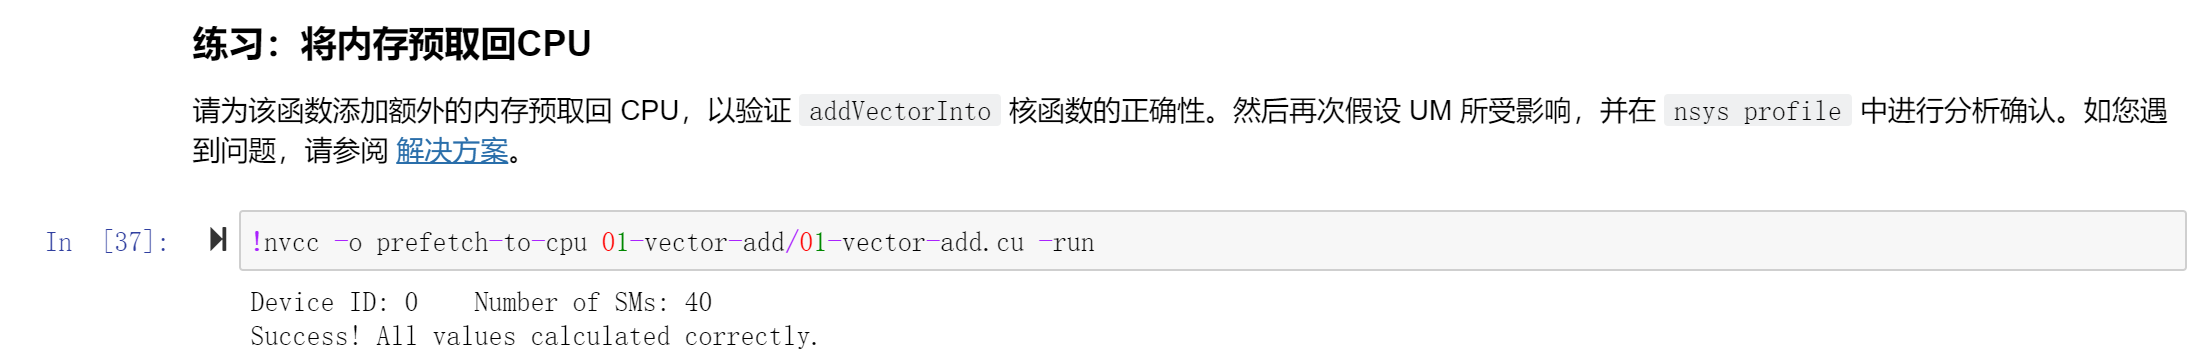 练习：将内存预取回CPU
请为该函数添加额外的内存预取回 CPU，以验证 addVectorInto 核函数的正确性。然后再次假设 UM 所受影响，并在 nsys profile 中进行分析确认。如您遇
到问题，请参阅 解决方案。
In [37]: !nvcc -o prefetch-to-cpu 01-vector-add/01-vector-add.cu -run
Device ID: 0    Number of SMs: 40
Success! All values calculated correctly.